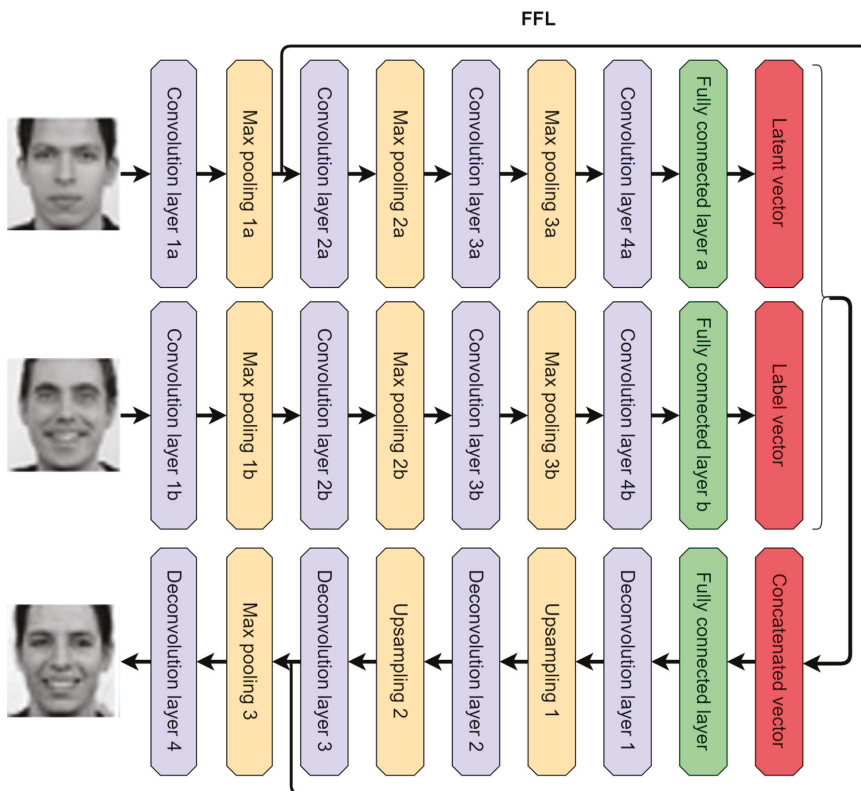 FFL
Convolution layer 1a
Max pooling 1a
Convolution layer 2a
Max pooling 2a
Convolution layer 3a
Max pooling 3a
Convolution layer 4a
Fully connected layer a
Latent vector
Convolution layer 1b
Max pooling 1b
Convolution layer 2b
Max pooling 2b
Convolution layer 3b
Max pooling 3b
Convolution layer 4b
Fully connected layer b
Label vector
Deconvolution layer 4
Max pooling 3
Deconvolution layer 3
Upsampling 2
Deconvolution layer 2
Upsampling 1
Deconvolution layer 1
Fully connected layer
Concatenated vector